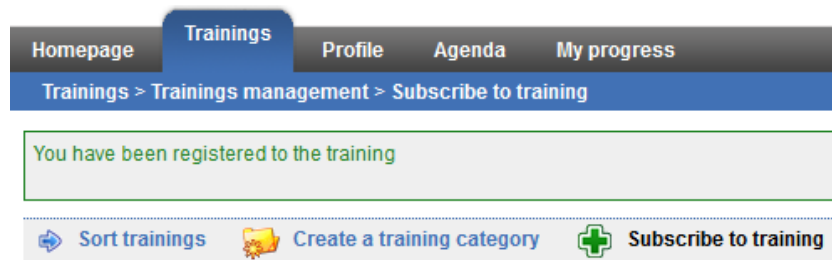 Homepage Trainings Profile Agenda My progress
Trainings > Trainings management > Subscribe to training
You have been registered to the training
Sort trainings Create a training category Subscribe to training